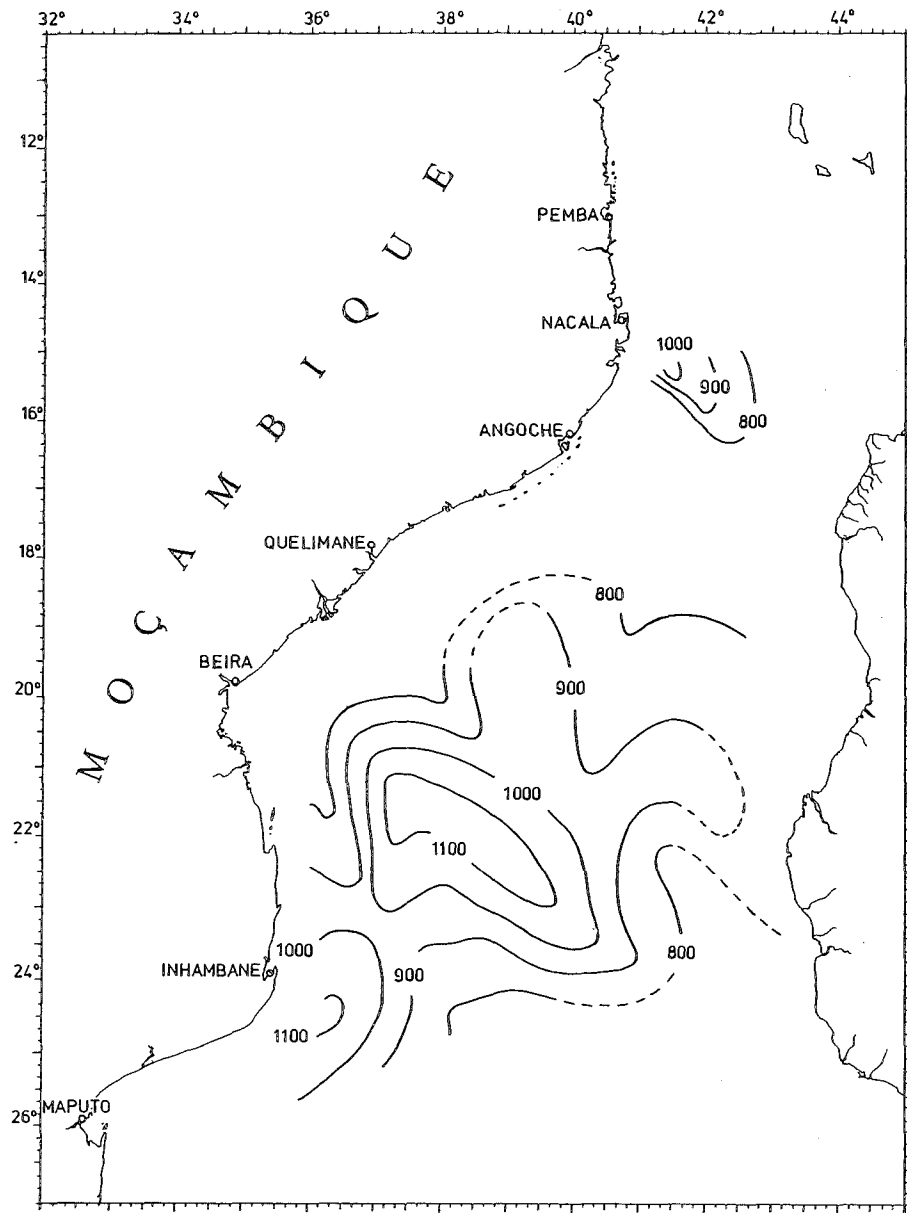 32° 34° 36° 38° 40° 42° 44°
12°
PEMBA
14°
NACALA
1000
900
16°
800
ANGOCHE
QUELIMANE
18°
800
BEIRA
20°
900
1000
22°
1100
1000
800
INHAMBANE
24°
900
1100
MAPUTO
26°
MOÇAMBIQUE